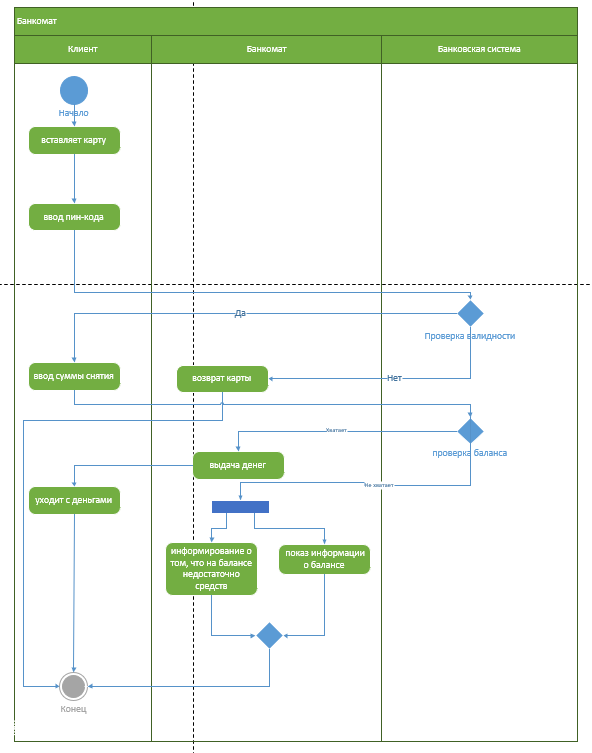 Банкомат
Клиент
Банкомат
Банковская система
Начало
вставляет карту
ввод пин-кода
Да
Проверка валидности
ввод суммы снятия
возврат карты
Нет
Хватает
проверка баланса
выдача денег
Не хватает
уходит с деньгами
информирование о
том, что на балансе
недостаточно
средств
показ информации
о балансе
Конец